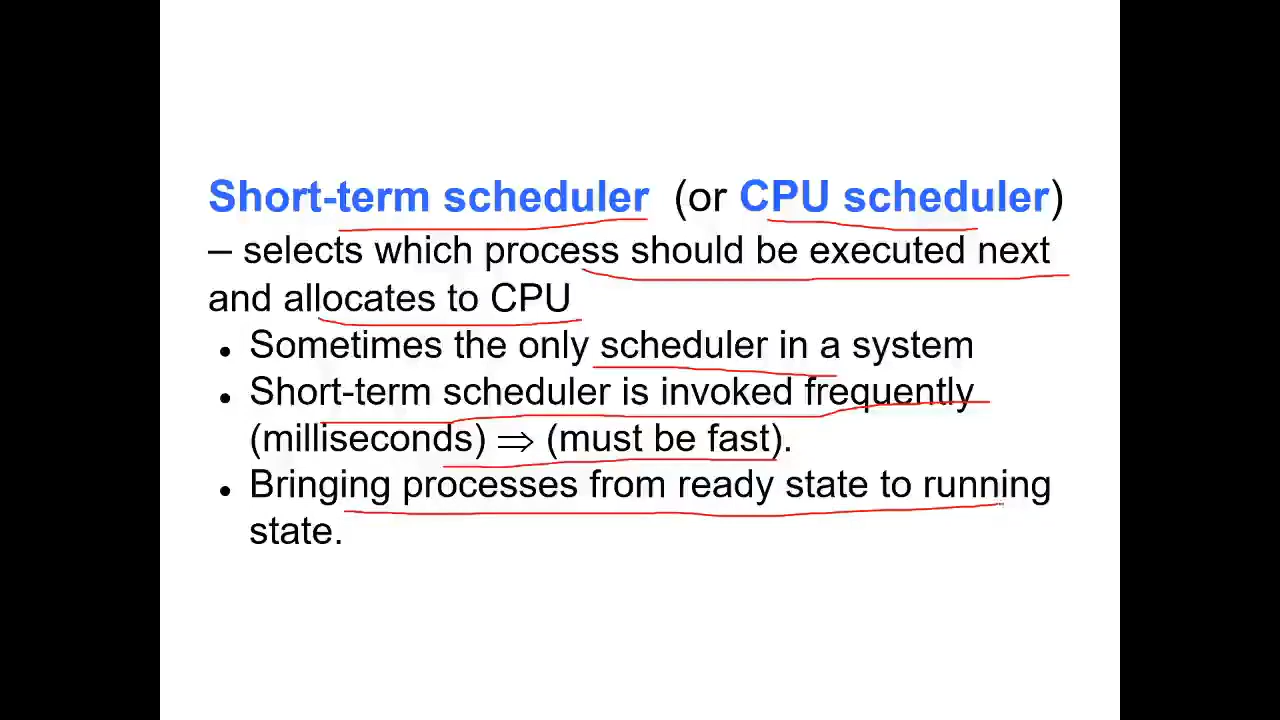 Short-term scheduler (or CPU scheduler)
– selects which process should be executed next
and allocates to CPU
• Sometimes the only scheduler in a system
• Short-term scheduler is invoked frequently
(milliseconds) ⇒ (must be fast).
• Bringing processes from ready state to running
state.